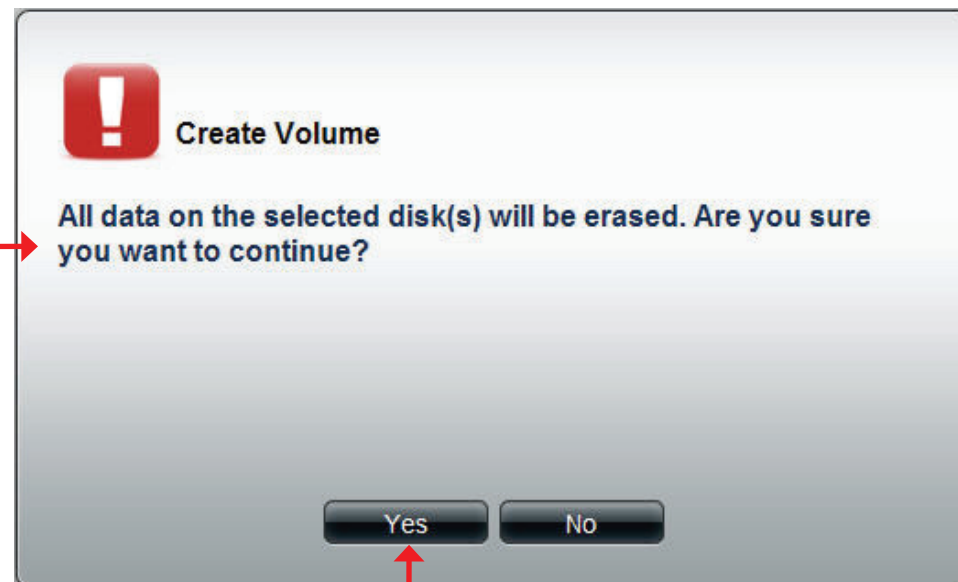 Create Volume
All data on the selected disk(s) will be erased. Are you sure
you want to continue?
Yes No